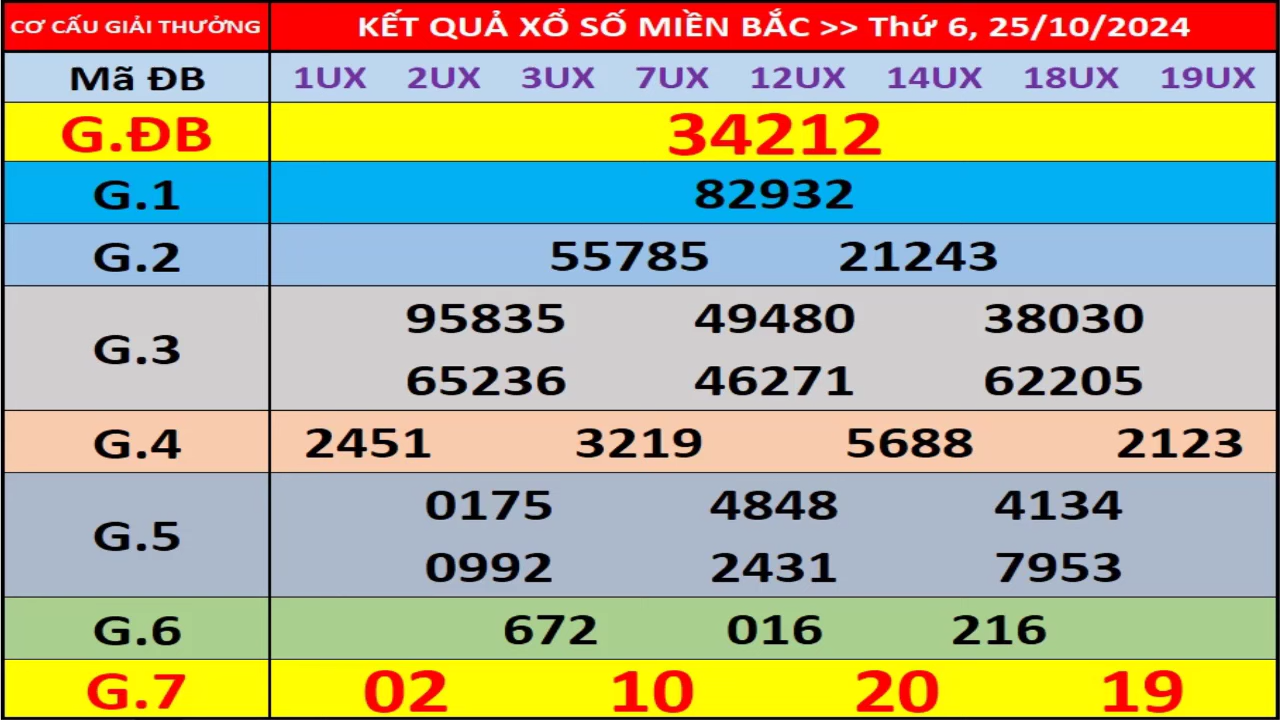 CƠ CẤU GIẢI THƯỞNG KẾT QUẢ XỔ SỐ MIỀN BẮC >> Thứ 6, 25/10/2024
Mã ĐB 1UX 2UX 3UX 7UX 12UX 14UX 18UX 19UX
G.ĐB 34212
G.1 82932
G.2 55785 21243
G.3
95835 49480 38030
65236 46271 62205
G.4 2451 3219 5688 2123
G.5
0175 4848 4134
0992 2431 7953
G.6 672 016 216
G.7 02 10 20 19